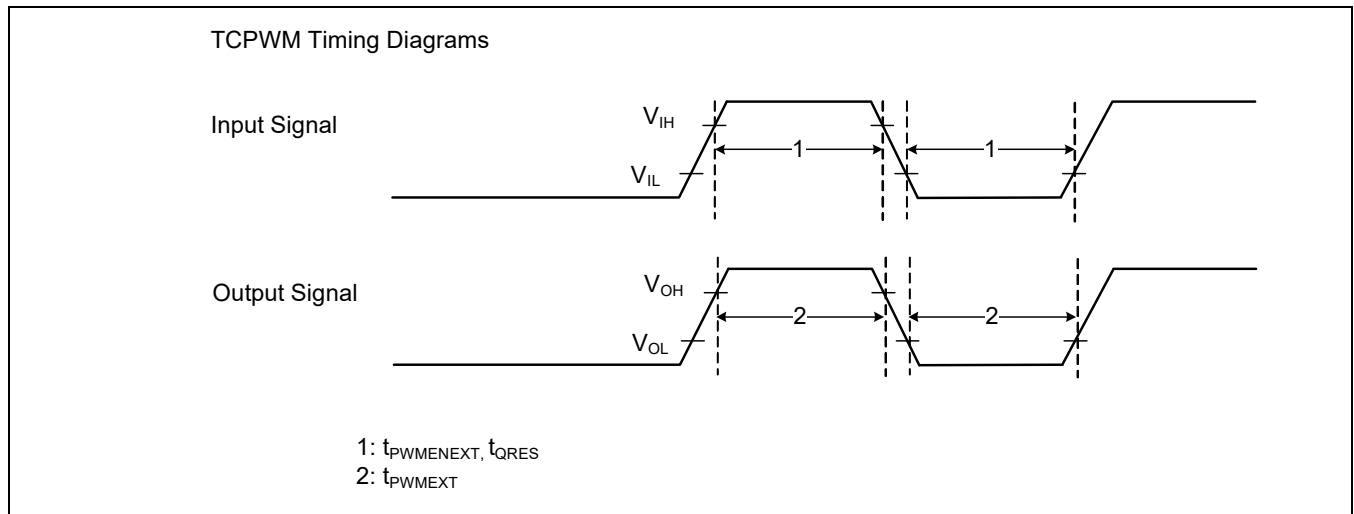 TCPWM Timing Diagrams
Input Signal
VIH
1
1
VIL
Output Signal
VOH
2
2
VOL
1: tPWMENEXT, tQRES
2: tPWMEXT